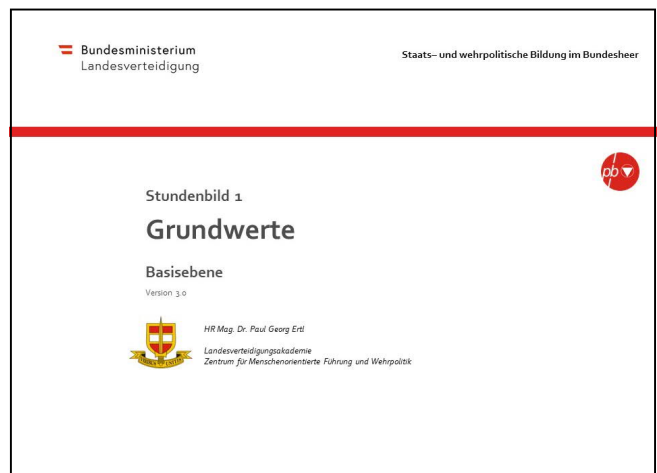 Bundesministerium
Landesverteidigung
Staats– und wehrpolitische Bildung im Bundesheer
pb
Stundenbild 1
Grundwerte
Basisebene
Version 3.0
HR Mag. Dr. Paul Georg Ertl
Landesverteidigungsakademie
Zentrum für Menschenorientierte Führung und Wehrpolitik